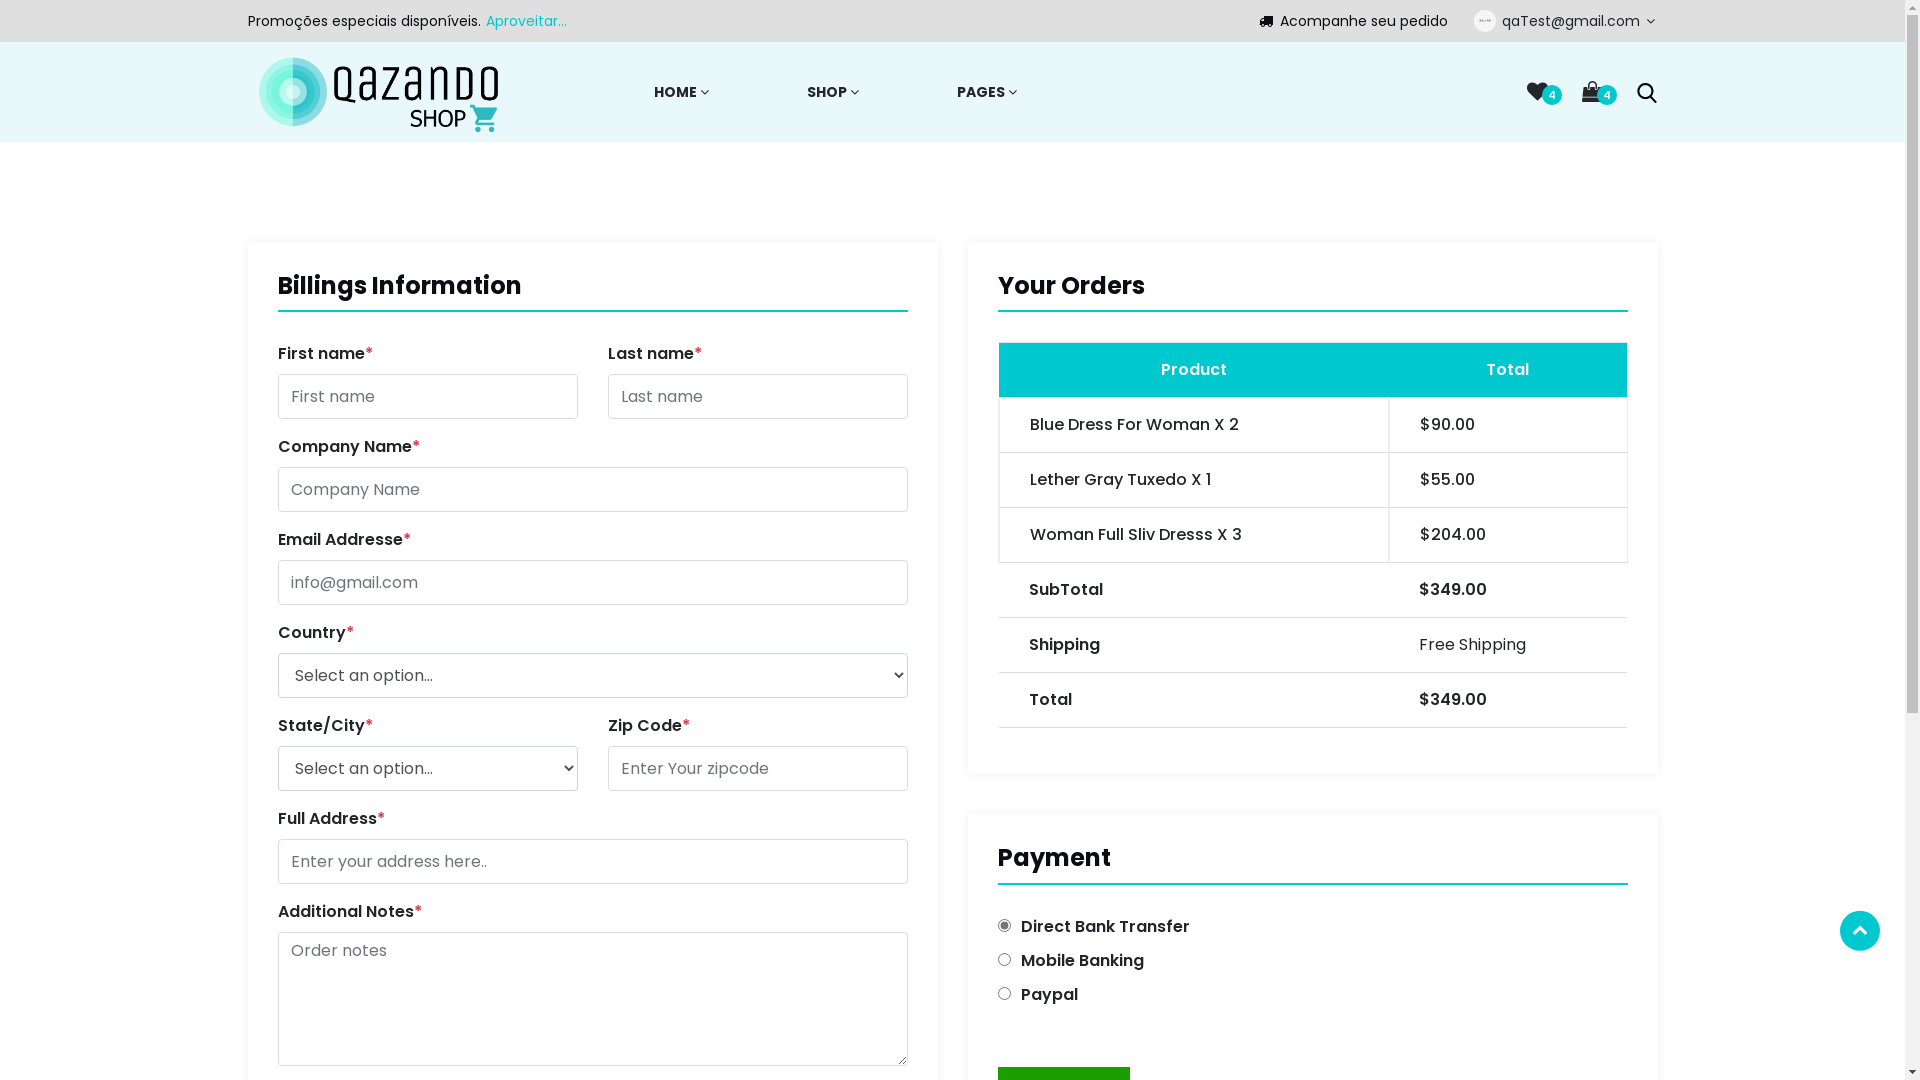 Promoções especiais disponíveis. Aproveitar...
Acompanhe seu pedido
qaTest@gmail.com
QAZANDO
SHOP
HOME
SHOP
PAGES
4
4
Billings Information
First name*
Last name*
First name
Last name
Company Name*
Company Name
Email Addresse*
info@gmail.com
Country*
Select an option...
State/City*
Zip Code*
Select an option...
Enter Your zipcode
Full Address*
Enter your address here..
Additional Notes*
Order notes
Your Orders
Product Total
Blue Dress For Woman X 2 $90.00
Lether Gray Tuxedo X 1 $55.00
Woman Full Sliv Dresss X 3 $204.00
SubTotal $349.00
Shipping Free Shipping
Total $349.00
Payment
Direct Bank Transfer
Mobile Banking
Paypal